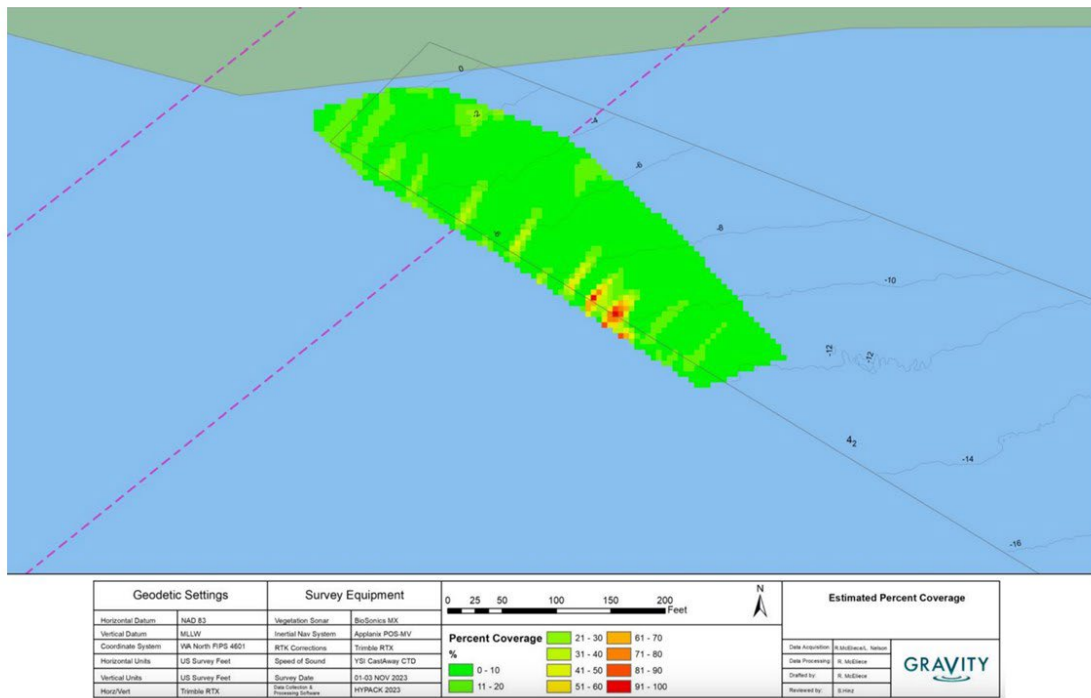 0
-2
-4
-6
-8
-10
-12
-12
4₂
-14
-16
Geodetic Settings
Horizontal Datum NAD 83
Vertical Datum MLLW
Coordinate System WA North FIPS 4601
Horizontal Units US Survey Feet
Vertical Units US Survey Feet
Horz/Vert Trimble RTX
Survey Equipment
Vegetation Sonar BioSonics MX
Inertial Nav System Applanix POS-MV
RTK Corrections Trimble RTX
Speed of Sound YSI CastAway CTD
Survey Date 01-03 NOV 2023
Data Collection & Processing Software HYPACK 2023
0 25 50 100 150 200
Feet
N
Percent Coverage
%
0 - 10
11 - 20
21 - 30
31 - 40
41 - 50
51 - 60
61 - 70
71 - 80
81 - 90
91 - 100
Estimated Percent Coverage
Data Acquisition: R.McEliece/L. Nelson
Data Processing: R. McEliece
Drafted by: R. McEliece
Reviewed by:
GRAVITY